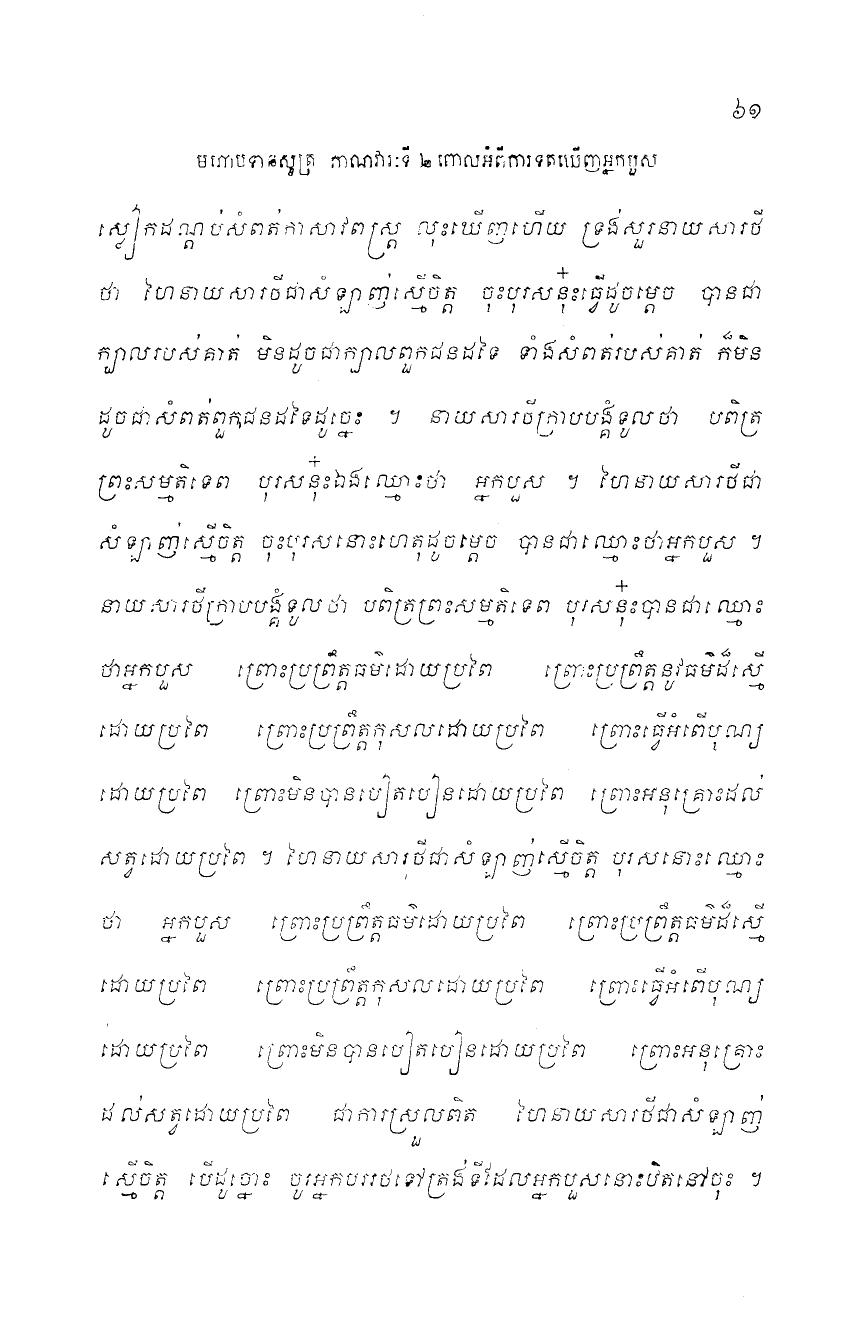 ៦១
មហាបទានសូត្រ ភាណវារៈទី ២ ពោលអំពីការទតឃើញអ្នកបួស
ស្លៀកដណ្តប់សំពត់កាសាវពស្ត្រ លុះឃើញហើយ ទ្រង់សួរនាយសារថី
ថា ហៃនាយសារថីជាសំឡាញ់ស្មើចិត្ត ចុះបុរសនុ៎ះធ្វើដូចម្តេច បានជា
ក្បាលរបស់គាត់ មិនដូចជាក្បាលពួកជនដទៃ ទាំងសំពត់របស់គាត់ ក៏មិន
ដូចជាសំពត់ពួកជនដទៃដូច្នេះ ។ នាយសារថីក្រាបបង្គំទូលថា បពិត្រ
ព្រះសម្មតិទេព បុរសនុ៎ះឯងឈ្មោះថា អ្នកបួស ។ ហៃនាយសារថីជា
សំឡាញ់ស្មើចិត្ត ចុះបុរសនោះហេតុដូចម្តេច បានជាឈ្មោះថាអ្នកបួស ។
នាយសារថីក្រាបបង្គំទូលថា បពិត្រព្រះសម្មតិទេព បុរសនុ៎ះបានជាឈ្មោះ
ថាអ្នកបួស ព្រោះប្រព្រឹត្តធម៌ដោយប្រពៃ ព្រោះប្រព្រឹត្តនូវធម៌ដ៏ស្មើ
ដោយប្រពៃ ព្រោះប្រព្រឹត្តកុសលដោយប្រពៃ ព្រោះធ្វើអំពើបុណ្យ
ដោយប្រពៃ ព្រោះមិនបានបៀតបៀនដោយប្រពៃ ព្រោះអនុគ្រោះដល់
សត្វដោយប្រពៃ ។ ហៃនាយសារថីជាសំឡាញ់ស្មើចិត្ត បុរសនោះឈ្មោះ
ថា អ្នកបួស ព្រោះប្រព្រឹត្តធម៌ដោយប្រពៃ ព្រោះប្រព្រឹត្តធម៌ដ៏ស្មើ
ដោយប្រពៃ ព្រោះប្រព្រឹត្តកុសលដោយប្រពៃ ព្រោះធ្វើអំពើបុណ្យ
ដោយប្រពៃ ព្រោះមិនបានបៀតបៀនដោយប្រពៃ ព្រោះអនុគ្រោះ
ដល់សត្វដោយប្រពៃ ជាការស្រួលពិត ហៃនាយសារថីជាសំឡាញ់
ស្មើចិត្ត បើដូច្នោះ ចូរអ្នកបររថទៅត្រង់ទីដែលអ្នកបួសនោះឋិតនៅចុះ ។